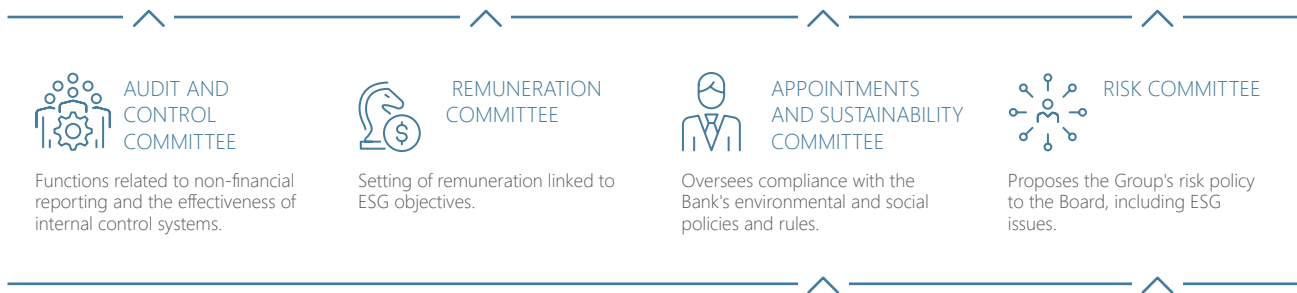 AUDIT AND
CONTROL
COMMITTEE
Functions related to non-financial
reporting and the effectiveness of
internal control systems.
REMUNERATION
COMMITTEE
$
Setting of remuneration linked to
ESG objectives.
APPOINTMENTS
AND SUSTAINABILITY
COMMITTEE
Oversees compliance with the
Bank's environmental and social
policies and rules.
RISK COMMITTEE
Proposes the Group's risk policy
to the Board, including ESG
issues.